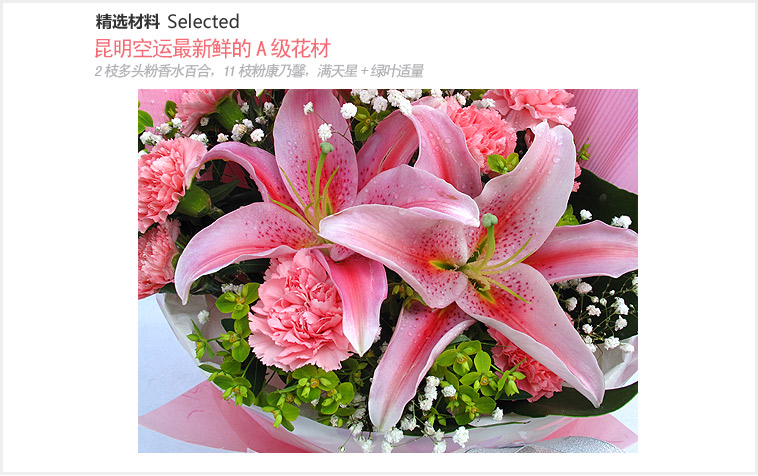 精选材料 Selected
昆明空运最新鲜的 A 级花材
2 枝多头粉香水百合，11 枝粉康乃馨，满天星 + 绿叶适量